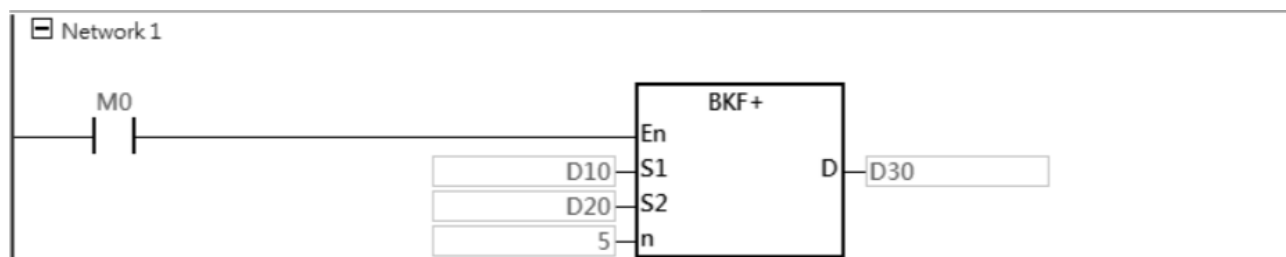 Network 1
M0
BKF+
En
D10 S1 D D30
D20 S2
5 n